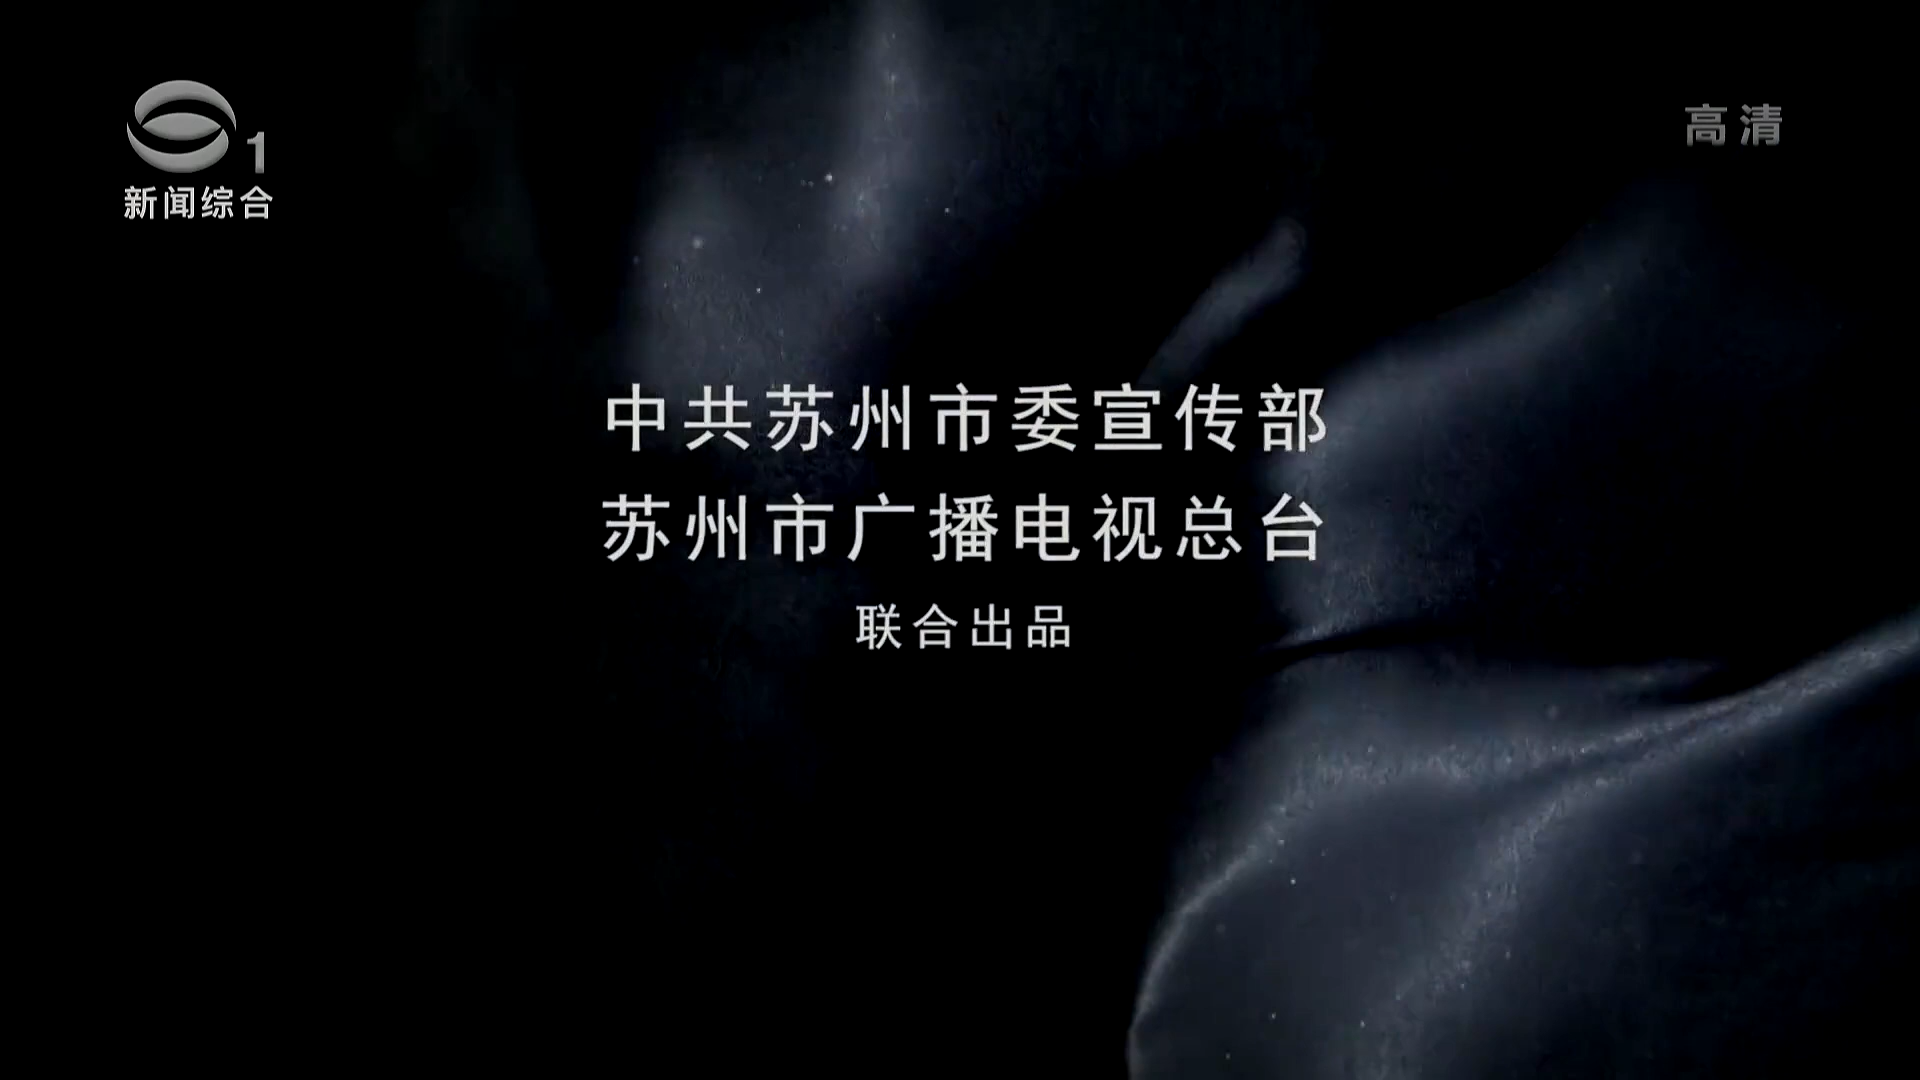 1
新闻综合
高清
中共苏州市委宣传部
苏州市广播电视总台
联合出品